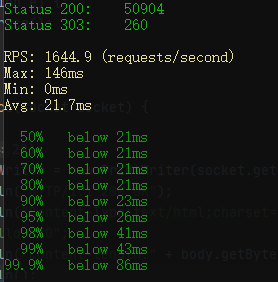 Status 200:    50904
Status 303:    260
RPS: 1644.9 (requests/second)
Max: 146ms
Min: 0ms
Avg: 21.7ms
50%   below 21ms
60%   below 21ms
70%   below 21ms
80%   below 21ms
90%   below 23ms
95%   below 26ms
98%   below 41ms
99%   below 43ms
99.9%   below 86ms